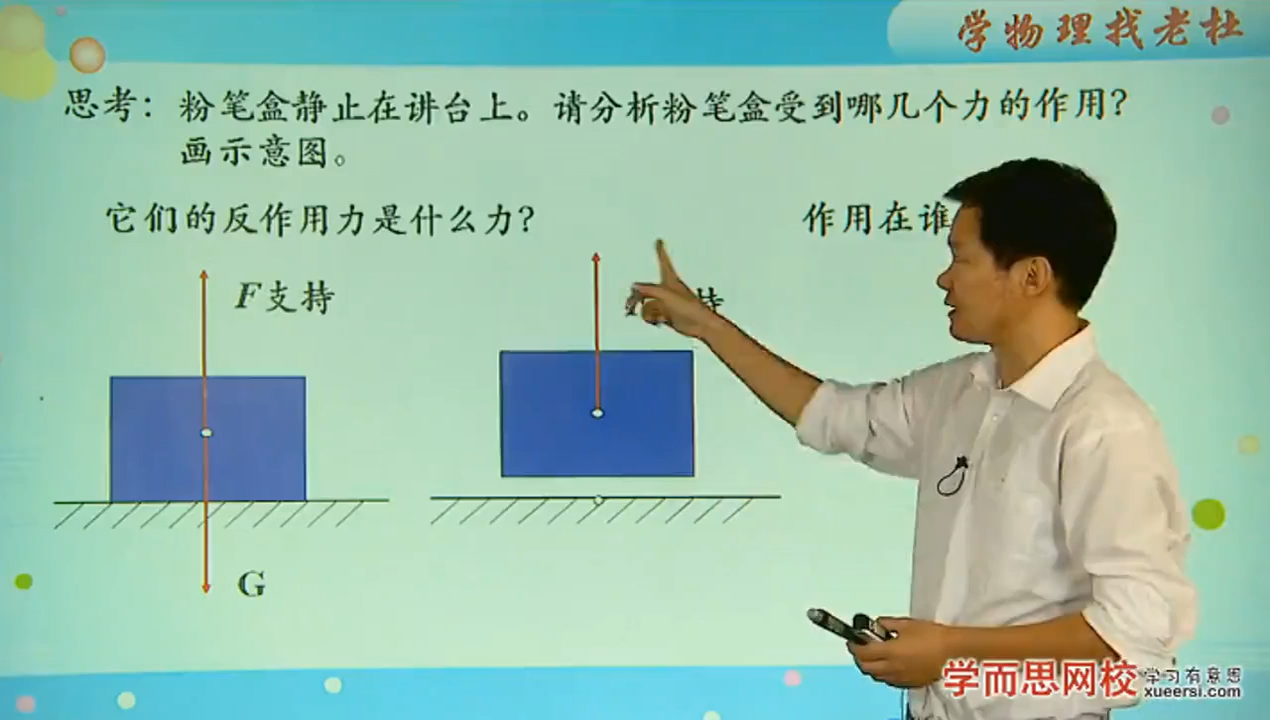 学物理找老杜
思考：粉笔盒静止在讲台上。请分析粉笔盒受到哪几个力的作用？
画示意图。
它们的反作用力是什么力？
作用在谁
F支持
持
G
学而思网校
学习有意思
xueersi.com